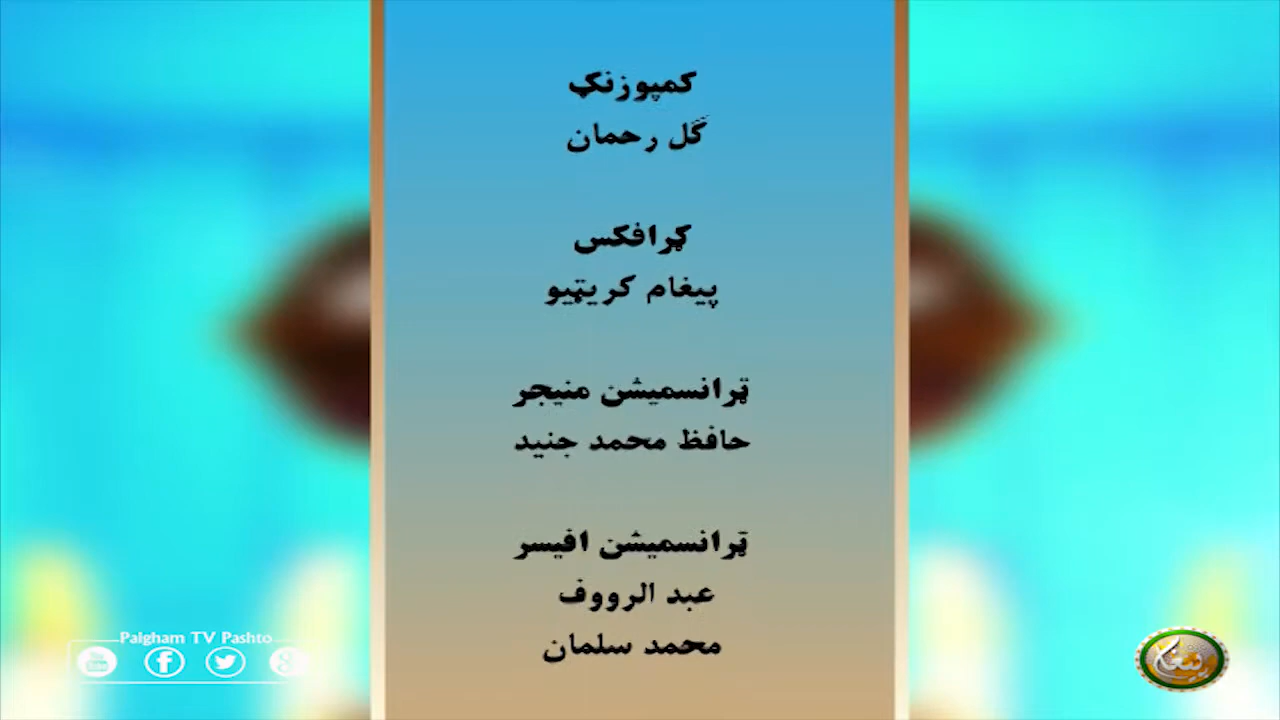 کمپوزنګ
ګل رحمان
ګرافکس
پیغام کریټیو
ټرانسمیشن منیجر
حافظ محمد جنید
ټرانسمیشن افیسر
عبد الرووف
محمد سلمان
Paigham TV Pashto
پیغام